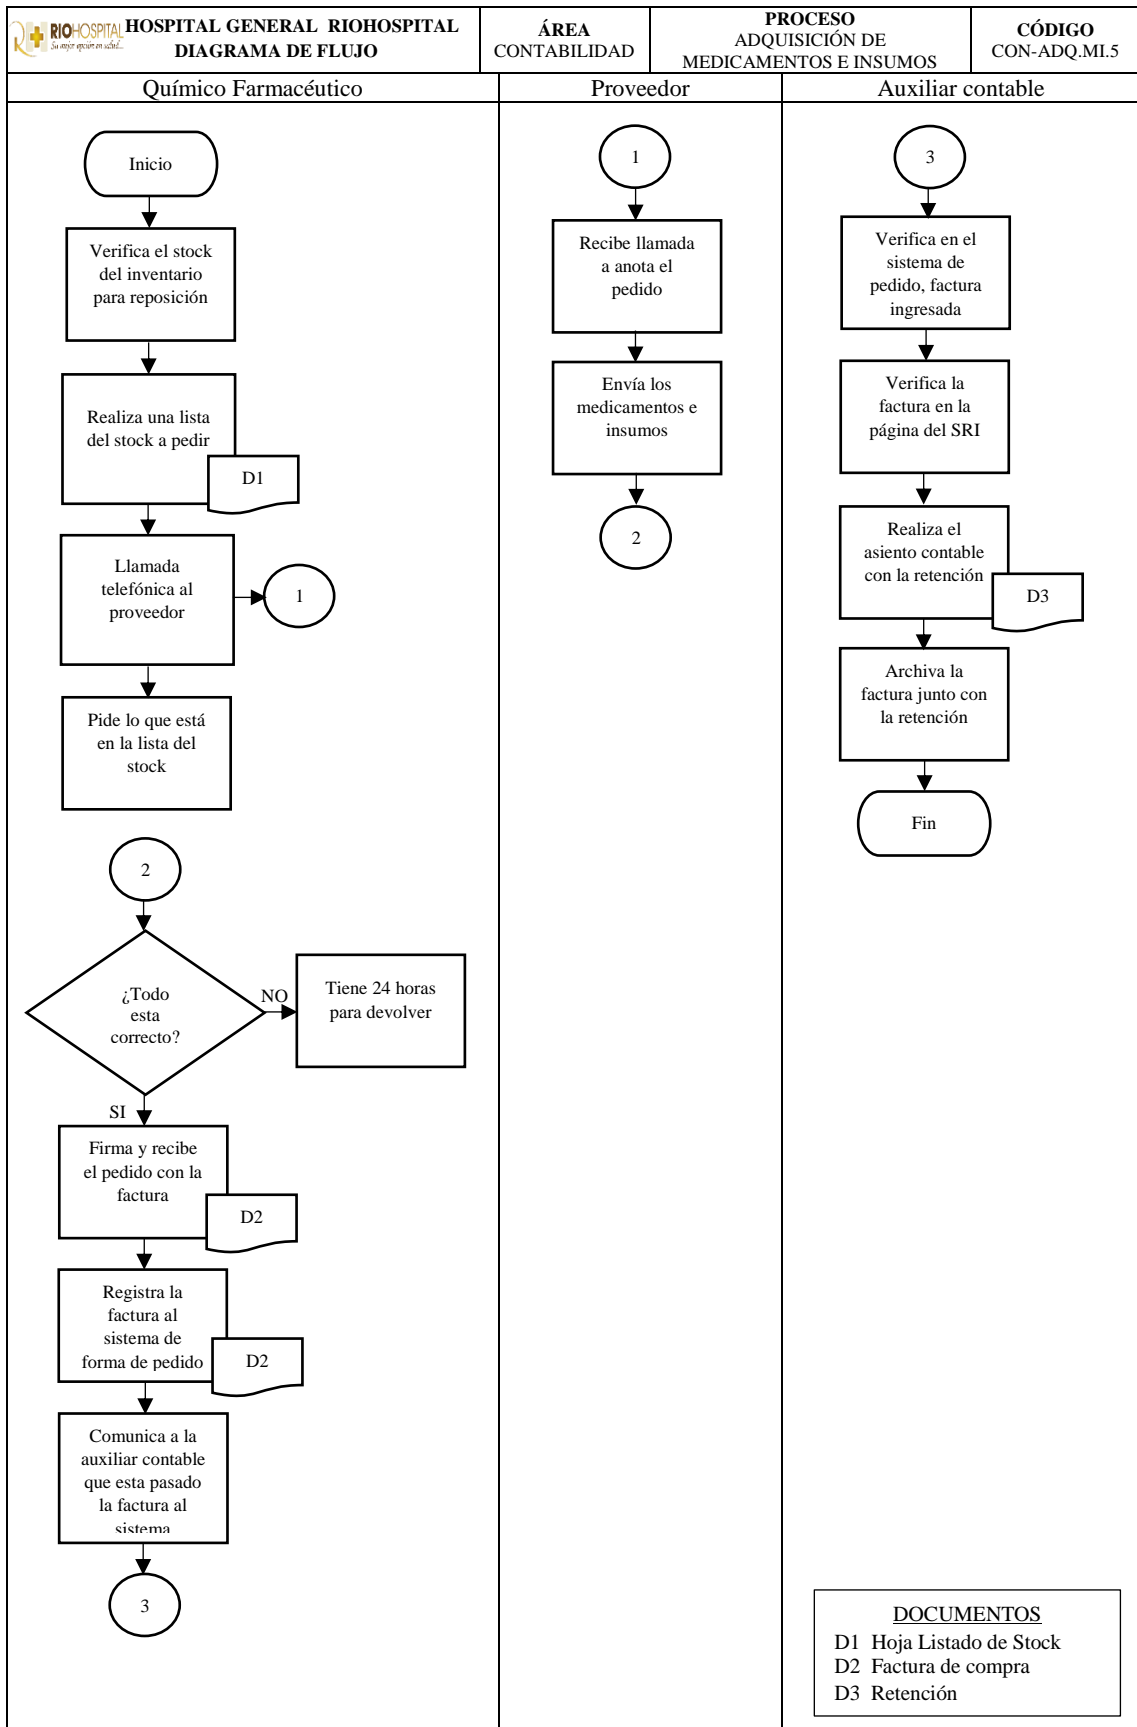 RIOHOSPITAL
Su mejor opción en salud...
HOSPITAL GENERAL RIOHOSPITAL
DIAGRAMA DE FLUJO
ÁREA
CONTABILIDAD
PROCESO
ADQUISICIÓN DE
MEDICAMENTOS E INSUMOS
CÓDIGO
CON-ADQ.MI.5
Químico Farmacéutico
Proveedor
Auxiliar contable
Inicio
Verifica el stock
del inventario
para reposición
Realiza una lista
del stock a pedir
D1
Llamada
telefónica al
proveedor
1
Pide lo que está
en la lista del
stock
2
¿Todo
esta
correcto?
NO
Tiene 24 horas
para devolver
SI
Firma y recibe
el pedido con la
factura
D2
Registra la
factura al
sistema de
forma de pedido
D2
Comunica a la
auxiliar contable
que esta pasado
la factura al
sistema
3
1
Recibe llamada
a anota el
pedido
Envía los
medicamentos e
insumos
2
3
Verifica en el
sistema de
pedido, factura
ingresada
Verifica la
factura en la
página del SRI
Realiza el
asiento contable
con la retención
D3
Archiva la
factura junto con
la retención
Fin
DOCUMENTOS
D1 Hoja Listado de Stock
D2 Factura de compra
D3 Retención